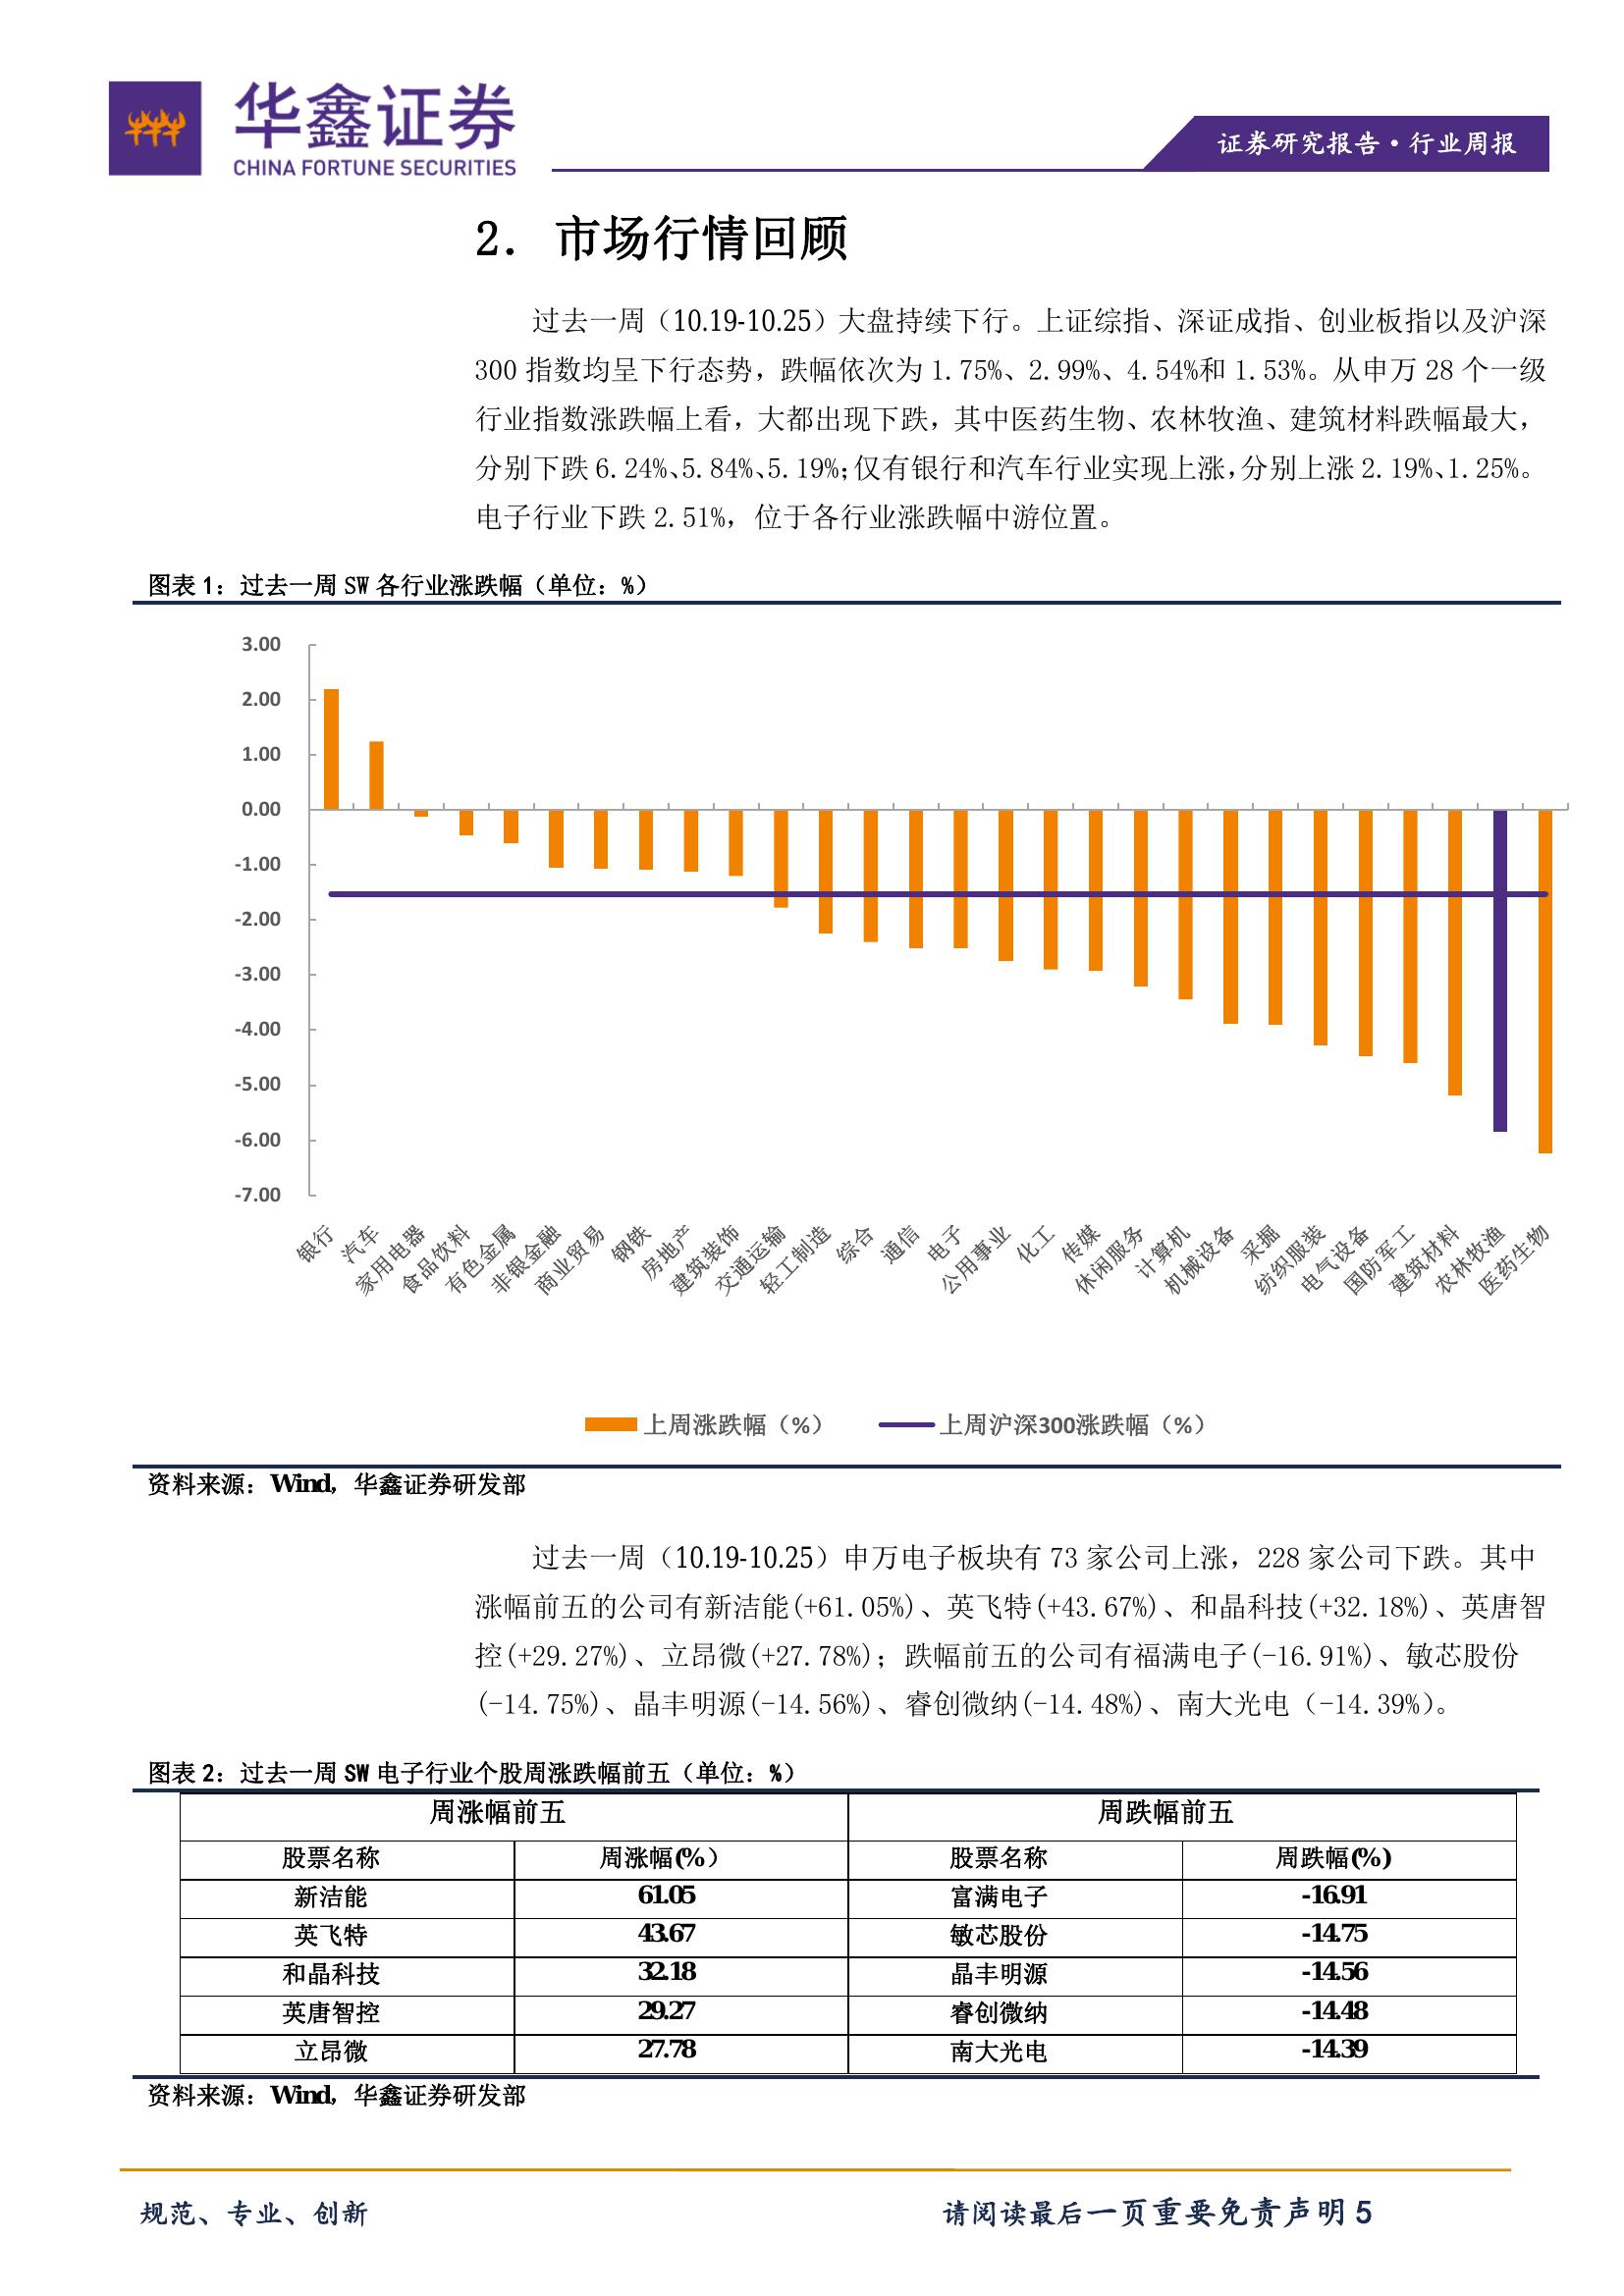 华鑫证券
CHINA FORTUNE SECURITIES
证券研究报告·行业周报
2. 市场行情回顾
过去一周（10.19-10.25）大盘持续下行。上证综指、深证成指、创业板指以及沪深
300 指数均呈下行态势，跌幅依次为 1.75%、2.99%、4.54%和 1.53%。从申万 28 个一级
行业指数涨跌幅上看，大都出现下跌，其中医药生物、农林牧渔、建筑材料跌幅最大，
分别下跌 6.24%、5.84%、5.19%；仅有银行和汽车行业实现上涨，分别上涨 2.19%、1.25%。
电子行业下跌 2.51%，位于各行业涨跌幅中游位置。
图表 1：过去一周 SW 各行业涨跌幅（单位：%）
3.00
2.00
1.00
0.00
-1.00
-2.00
-3.00
-4.00
-5.00
-6.00
-7.00
银行
汽车
家用电器
食品饮料
有色金属
非银金融
商业贸易
钢铁
房地产
建筑装饰
交通运输
轻工制造
综合
通信
电子
公用事业
化工
传媒
休闲服务
计算机
机械设备
采掘
纺织服装
电气设备
国防军工
建筑材料
农林牧渔
医药生物
上周涨跌幅（%） 上周沪深300涨跌幅（%）
资料来源：Wind，华鑫证券研发部
过去一周（10.19-10.25）申万电子板块有 73 家公司上涨，228 家公司下跌。其中
涨幅前五的公司有新洁能(+61.05%)、英飞特(+43.67%)、和晶科技(+32.18%)、英唐智
控(+29.27%)、立昂微(+27.78%)；跌幅前五的公司有福满电子(-16.91%)、敏芯股份
(-14.75%)、晶丰明源(-14.56%)、睿创微纳(-14.48%)、南大光电（-14.39%）。
图表 2：过去一周 SW 电子行业个股周涨跌幅前五（单位：%）
周涨幅前五 周跌幅前五
股票名称 周涨幅(%） 股票名称 周跌幅(%)
新洁能 61.05 富满电子 -16.91
英飞特 43.67 敏芯股份 -14.75
和晶科技 32.18 晶丰明源 -14.56
英唐智控 29.27 睿创微纳 -14.48
立昂微 27.78 南大光电 -14.39
资料来源：Wind，华鑫证券研发部
规范、专业、创新 请阅读最后一页重要免责声明 5